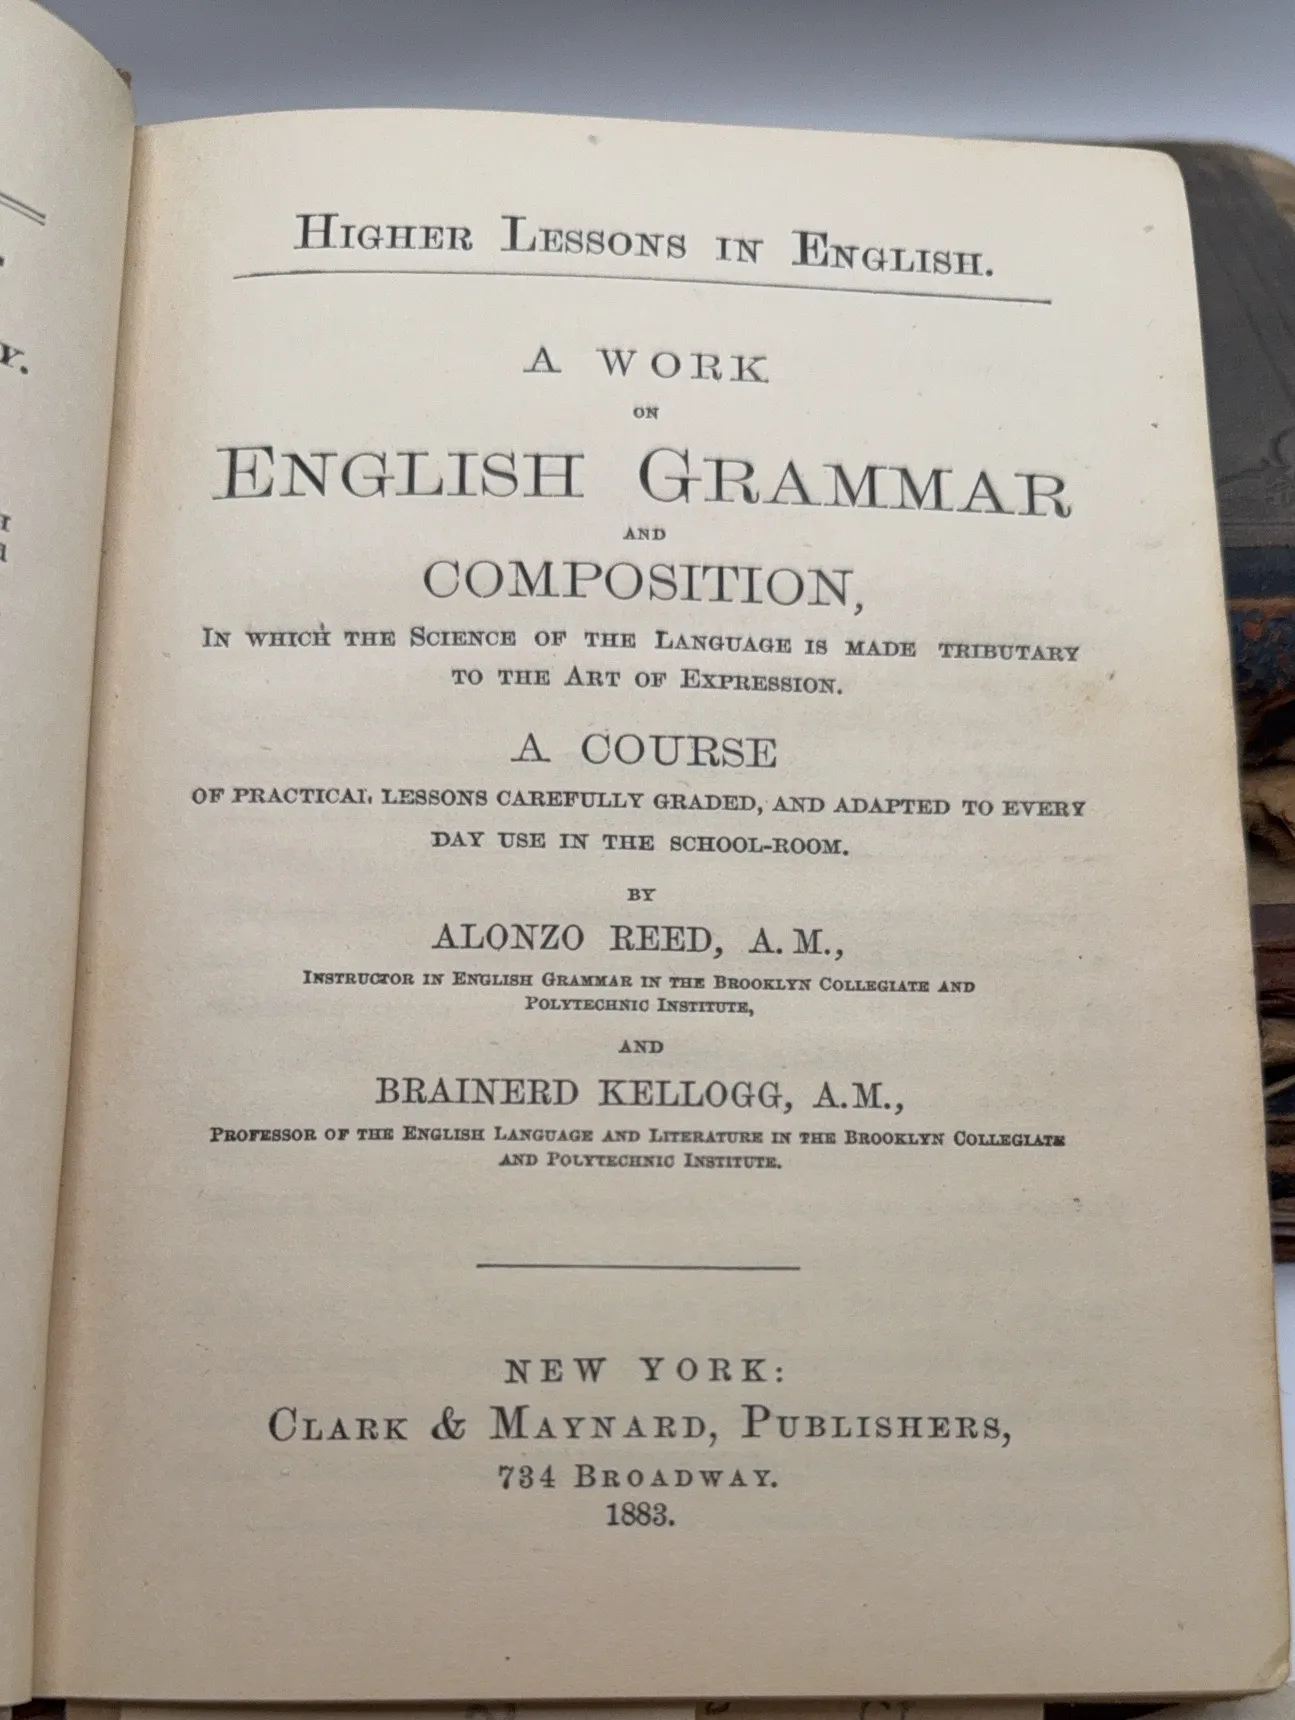 Higher Lessons in English.
A WORK
ON
English Grammar
AND
COMPOSITION,
In which the Science of the Language is made tributary
to the Art of Expression.
A COURSE
OF PRACTICAL LESSONS CAREFULLY GRADED, AND ADAPTED TO EVERY
DAY USE IN THE SCHOOL-ROOM.
BY
ALONZO REED, A. M.,
Instructor in English Grammar in the Brooklyn Collegiate and
Polytechnic Institute,
AND
BRAINERD KELLOGG, A.M.,
Professor of the English Language and Literature in the Brooklyn Collegiate
and Polytechnic Institute.
NEW YORK:
Clark & Maynard, Publishers,
734 Broadway.
1883.